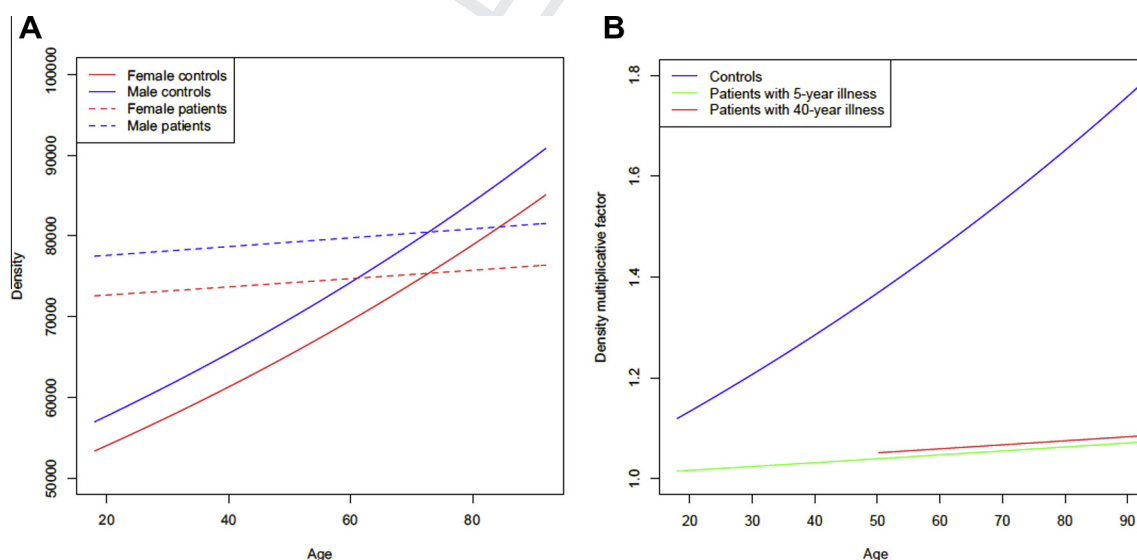 A
Female controls
Male controls
Female patients
Male patients
100000
90000
80000
70000
60000
50000
Density
20 40 60 80
Age
B
Controls
Patients with 5-year illness
Patients with 40-year illness
1.8
1.6
1.4
1.2
1.0
Density multiplicative factor
20 30 40 50 60 70 80 90
Age